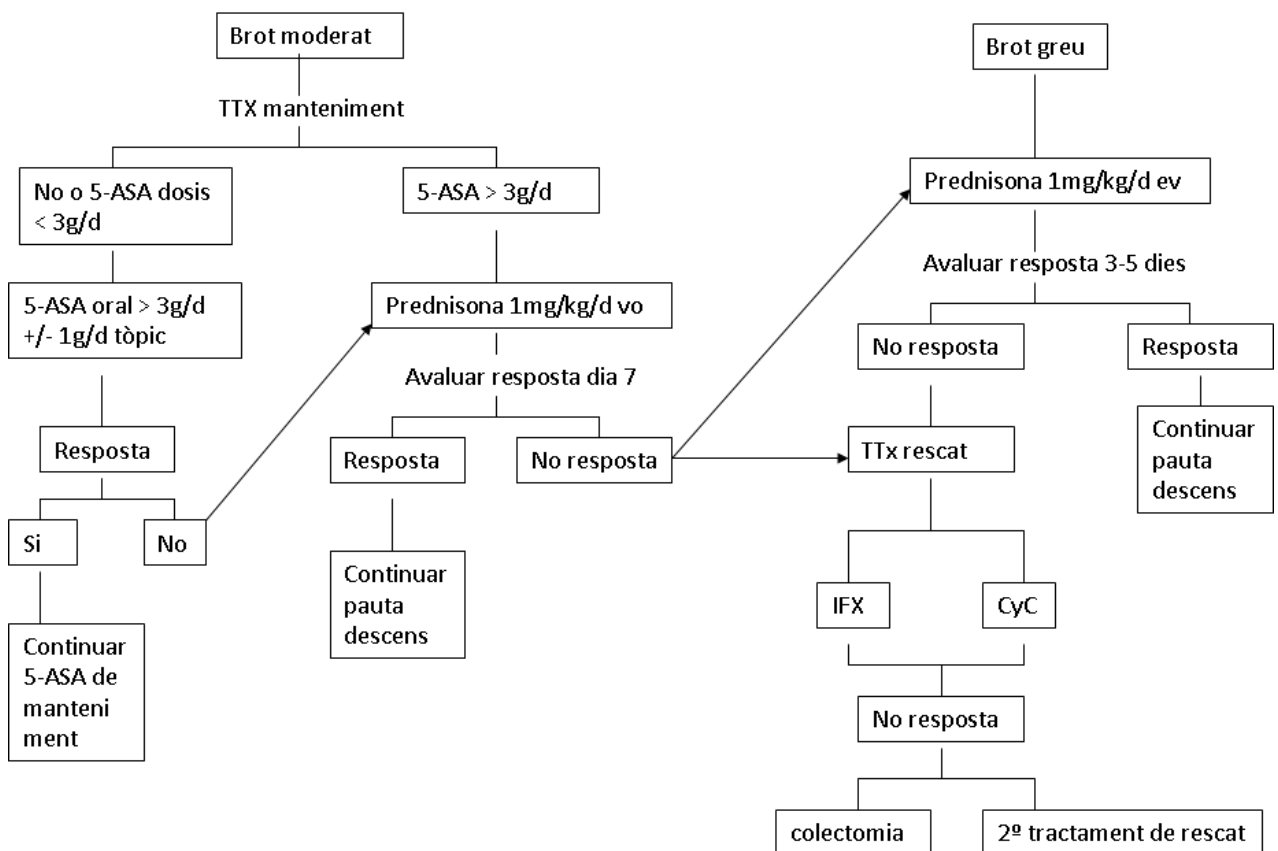 Brot moderat
TTX manteniment
No o 5-ASA dosis
< 3g/d
5-ASA > 3g/d
5-ASA oral > 3g/d
+/- 1g/d tòpic
Prednisona 1mg/kg/d vo
Avaluar resposta dia 7
Resposta
Si
No
Continuar
5-ASA de
manteni
ment
Resposta
No resposta
Continuar
pauta
descens
Brot greu
Prednisona 1mg/kg/d ev
Avaluar resposta 3-5 dies
No resposta
Resposta
TTx rescat
Continuar
pauta
descens
IFX
CyC
No resposta
colectomia
2º tractament de rescat